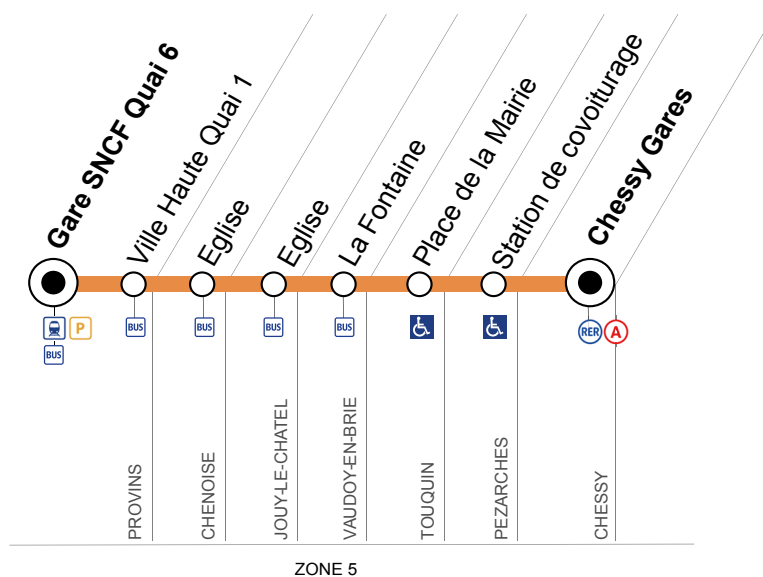 Gare SNCF Quai 6
Ville Haute Quai 1
Eglise
Eglise
La Fontaine
Place de la Mairie
Station de covoiturage
Chessy Gares
P
BUS
BUS
BUS
BUS
BUS
RER
A
PROVINS
CHENOISE
JOUY-LE-CHATEL
VAUDOY-EN-BRIE
TOUQUIN
PEZARCHES
CHESSY
ZONE 5